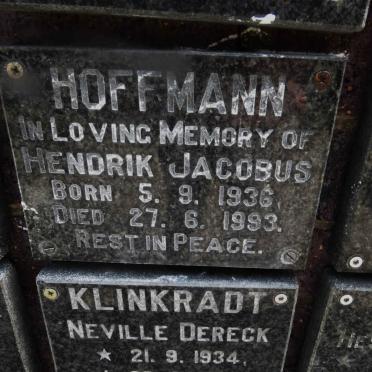 HOFFMANN
IN LOVING MEMORY OF
HENDRIK JACOBUS
BORN 5. 9. 1936.
DIED 27. 6. 1993.
REST IN PEACE.
KLINKRADT
NEVILLE DERECK
★ 21. 9. 1934.